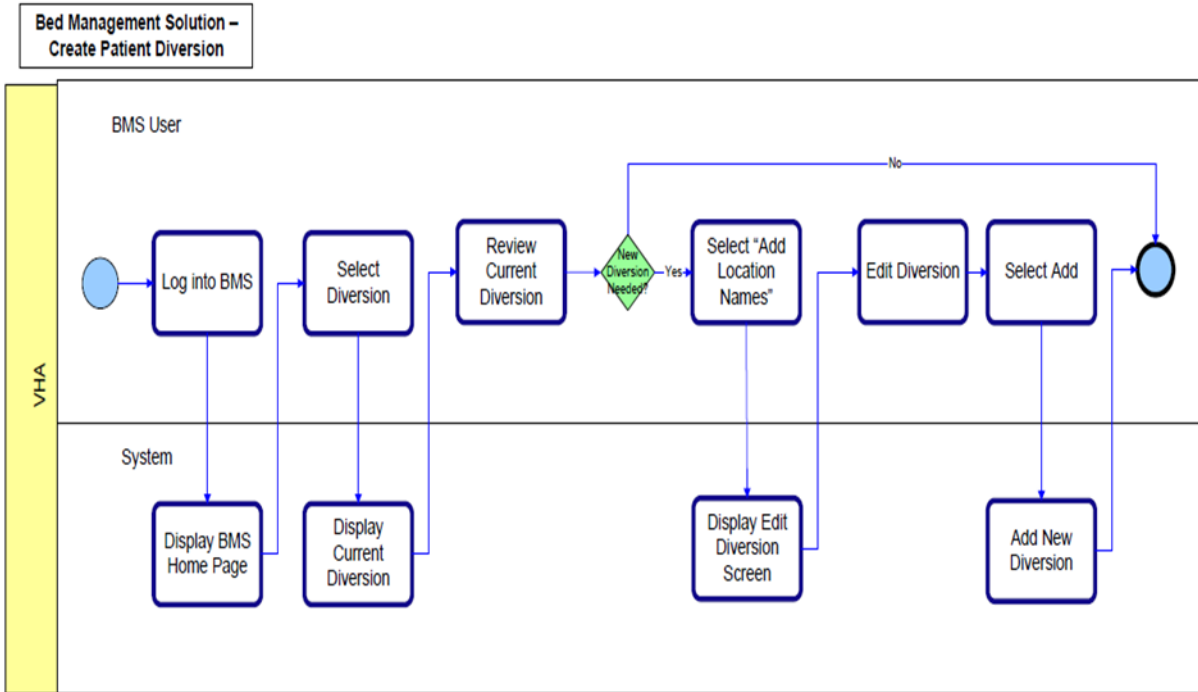 Bed Management Solution –
Create Patient Diversion
VHA
BMS User
Log into BMS
Select
Diversion
Review
Current
Diversion
New
Diversion
Needed?
Yes
No
Select “Add
Location
Names”
Edit Diversion
Select Add
System
Display BMS
Home Page
Display
Current
Diversion
Display Edit
Diversion
Screen
Add New
Diversion